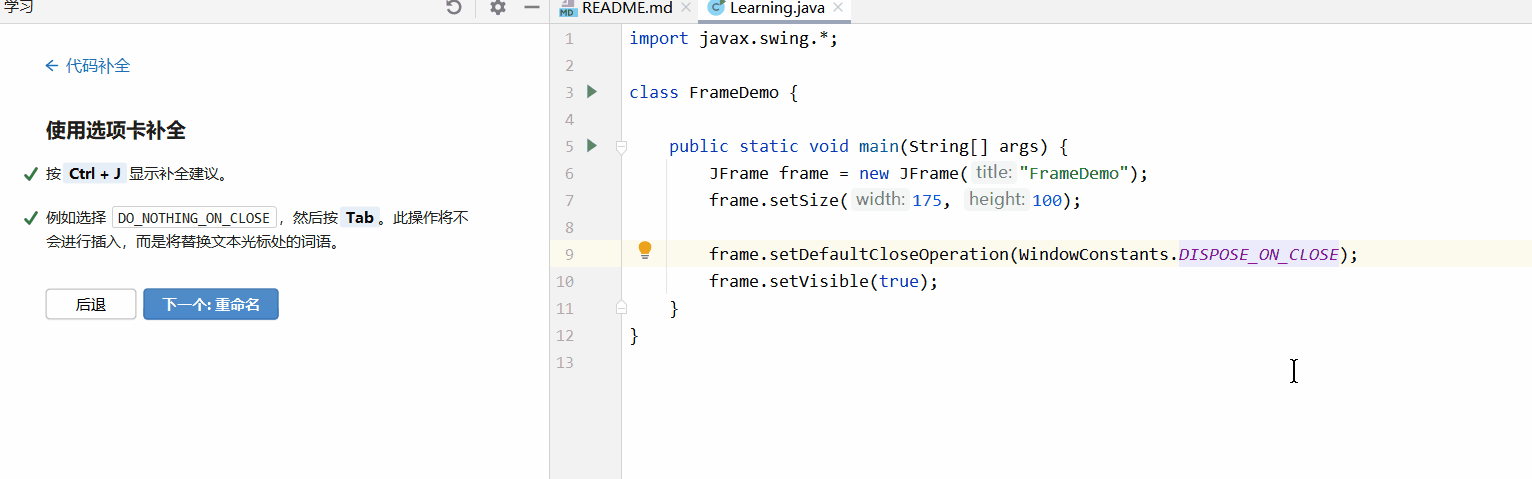 学习
README.md
Learning.java
← 代码补全
使用选项卡补全
按 Ctrl + J 显示补全建议。
例如选择 DO_NOTHING_ON_CLOSE ，然后按 Tab 。此操作将不
会进行插入，而是将替换文本光标处的词语。
后退
下一个: 重命名
1 import javax.swing.*;
2
3 class FrameDemo {
4
5 public static void main(String[] args) {
6 JFrame frame = new JFrame( title: "FrameDemo");
7 frame.setSize( width: 175, height: 100);
8
9 frame.setDefaultCloseOperation(WindowConstants.DISPOSE_ON_CLOSE);
10 frame.setVisible(true);
11 }
12 }
13